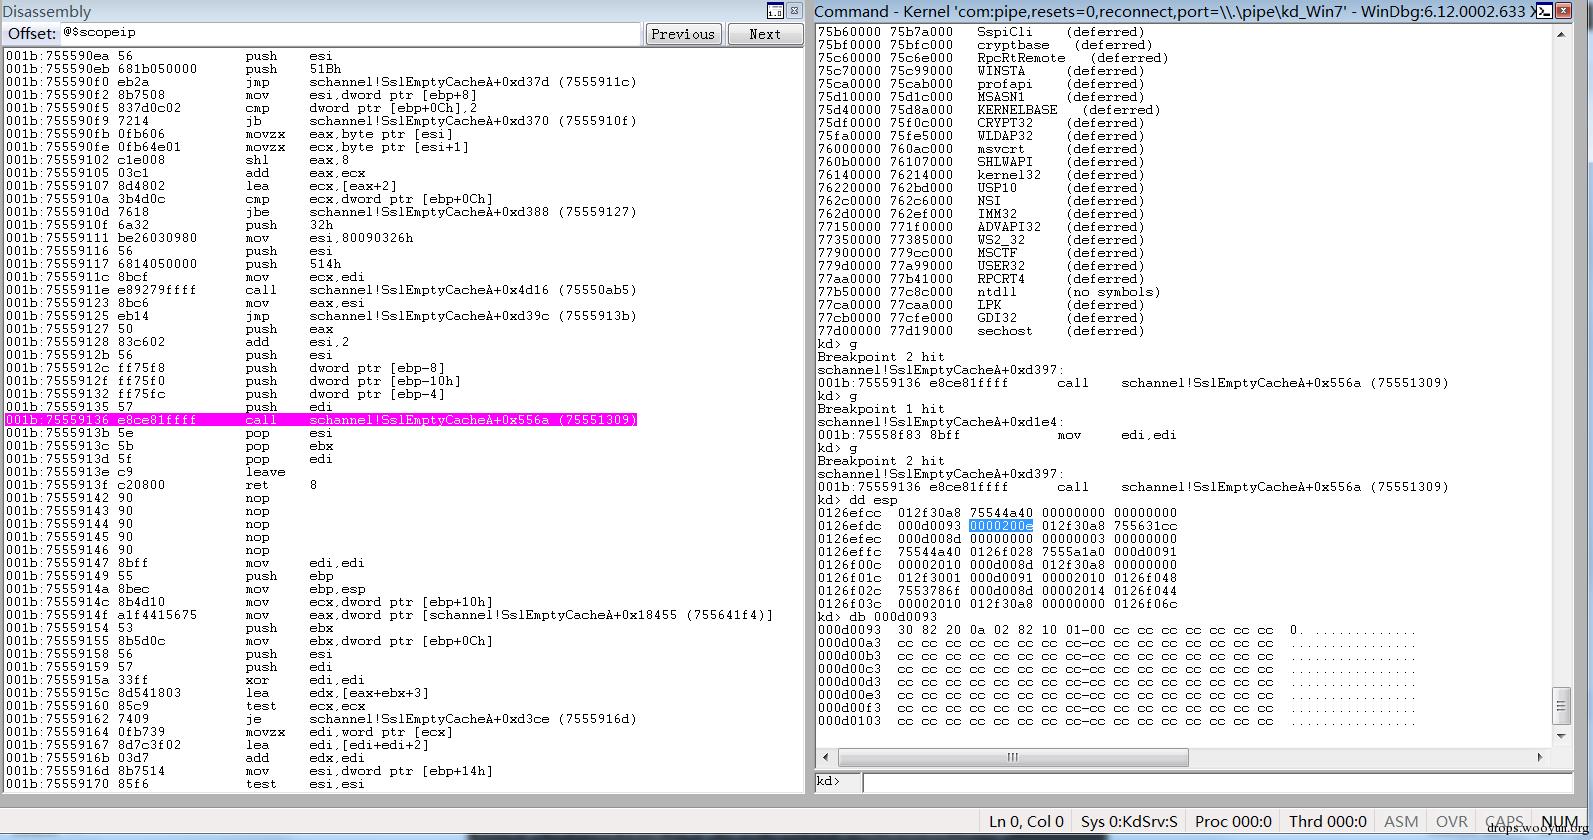 Disassembly
Offset: @$scopeip
Previous
Next
001b:755590ea 56 push esi
001b:755590eb 681b050000 push 51Bh
001b:755590f0 eb2a jmp schannel!SslEmptyCacheA+0xd37d (7555911c)
001b:755590f2 8b7508 mov esi,dword ptr [ebp+8]
001b:755590f5 837d0c02 cmp dword ptr [ebp+0Ch],2
001b:755590f9 7214 jb schannel!SslEmptyCacheA+0xd370 (7555910f)
001b:755590fb 0fb606 movzx eax,byte ptr [esi]
001b:755590fe 0fb64e01 movzx ecx,byte ptr [esi+1]
001b:75559102 c1e008 shl eax,8
001b:75559105 03c1 add eax,ecx
001b:75559107 8d4802 lea ecx,[eax+2]
001b:7555910a 3b4d0c cmp ecx,dword ptr [ebp+0Ch]
001b:7555910d 7618 jbe schannel!SslEmptyCacheA+0xd388 (75559127)
001b:7555910f 6a32 push 32h
001b:75559111 be26030980 mov esi,80090326h
001b:75559116 56 push esi
001b:75559117 6814050000 push 514h
001b:7555911c 8bcf mov ecx,edi
001b:7555911e e89279ffff call schannel!SslEmptyCacheA+0x4d16 (75550ab5)
001b:75559123 8bc6 mov eax,esi
001b:75559125 eb14 jmp schannel!SslEmptyCacheA+0xd39c (7555913b)
001b:75559127 50 push eax
001b:75559128 83c602 add esi,2
001b:7555912b 56 push esi
001b:7555912c ff75f8 push dword ptr [ebp-8]
001b:7555912f ff75f0 push dword ptr [ebp-10h]
001b:75559132 ff75fc push dword ptr [ebp-4]
001b:75559135 57 push edi
001b:75559136 e8ce81ffff call schannel!SslEmptyCacheA+0x556a (75551309)
001b:7555913b 5e pop esi
001b:7555913c 5b pop ebx
001b:7555913d 5f pop edi
001b:7555913e c9 leave
001b:7555913f c20800 ret 8
001b:75559142 90 nop
001b:75559143 90 nop
001b:75559144 90 nop
001b:75559145 90 nop
001b:75559146 90 nop
001b:75559147 8bff mov edi,edi
001b:75559149 55 push ebp
001b:7555914a 8bec mov ebp,esp
001b:7555914c 8b4d10 mov ecx,dword ptr [ebp+10h]
001b:7555914f a1f4415675 mov eax,dword ptr [schannel!SslEmptyCacheA+0x18455 (755641f4)]
001b:75559154 53 push ebx
001b:75559155 8b5d0c mov ebx,dword ptr [ebp+0Ch]
001b:75559158 56 push esi
001b:75559159 57 push edi
001b:7555915a 33ff xor edi,edi
001b:7555915c 8d541803 lea edx,[eax+ebx+3]
001b:75559160 85c9 test ecx,ecx
001b:75559162 7409 je schannel!SslEmptyCacheA+0xd3ce (7555916d)
001b:75559164 0fb739 movzx edi,word ptr [ecx]
001b:75559167 8d7c3f02 lea edi,[edi+edi+2]
001b:7555916b 03d7 add edx,edi
001b:7555916d 8b7514 mov esi,dword ptr [ebp+14h]
001b:75559170 85f6 test esi,esi
Command - Kernel 'com:pipe,resets=0,reconnect,port=\\.\pipe\kd_Win7' - WinDbg:6.12.0002.633 X
75b60000 75b7a000 SspiCli (deferred)
75bf0000 75bfc000 cryptbase (deferred)
75c60000 75c6e000 RpcRtRemote (deferred)
75c70000 75c99000 WINSTA (deferred)
75ca0000 75cab000 profapi (deferred)
75d10000 75d1c000 MSASN1 (deferred)
75d40000 75d8a000 KERNELBASE (deferred)
75df0000 75f0c000 CRYPT32 (deferred)
75fa0000 75fe5000 WLDAP32 (deferred)
76000000 760ac000 msvcrt (deferred)
760b0000 76107000 SHLWAPI (deferred)
76140000 76214000 kernel32 (deferred)
76220000 762bd000 USP10 (deferred)
762c0000 762c6000 NSI (deferred)
762d0000 762ef000 IMM32 (deferred)
77150000 771f0000 ADVAPI32 (deferred)
77350000 77385000 WS2_32 (deferred)
77900000 779cc000 MSCTF (deferred)
779d0000 77a99000 USER32 (deferred)
77aa0000 77b41000 RPCRT4 (deferred)
77b50000 77c8c000 ntdll (no symbols)
77ca0000 77caa000 LPK (deferred)
77cb0000 77cfe000 GDI32 (deferred)
77d00000 77d19000 sechost (deferred)
kd> g
Breakpoint 2 hit
schannel!SslEmptyCacheA+0xd397:
001b:75559136 e8ce81ffff call schannel!SslEmptyCacheA+0x556a (75551309)
kd> g
Breakpoint 1 hit
schannel!SslEmptyCacheA+0xd1e4:
001b:75558f83 8bff mov edi,edi
kd> g
Breakpoint 2 hit
schannel!SslEmptyCacheA+0xd397:
001b:75559136 e8ce81ffff call schannel!SslEmptyCacheA+0x556a (75551309)
kd> dd esp
0126efcc 012f30a8 75544a40 00000000 00000000
0126efdc 000d0093 0000200e 012f30a8 755631cc
0126efec 000d008d 00000000 00000003 00000000
0126effc 75544a40 0126f028 7555a1a0 000d0091
0126f00c 00002010 000d008d 012f30a8 00000000
0126f01c 012f3001 000d0091 00002010 0126f048
0126f02c 7553786f 000d008d 00002014 0126f044
0126f03c 00002010 012f30a8 00000000 0126f06c
kd> db 000d0093
000d0093 30 82 20 0a 02 82 10 01-00 cc cc cc cc cc cc cc 0. .............
000d00a3 cc cc cc cc cc cc cc cc-cc cc cc cc cc cc cc cc ................
000d00b3 cc cc cc cc cc cc cc cc-cc cc cc cc cc cc cc cc ................
000d00c3 cc cc cc cc cc cc cc cc-cc cc cc cc cc cc cc cc ................
000d00d3 cc cc cc cc cc cc cc cc-cc cc cc cc cc cc cc cc ................
000d00e3 cc cc cc cc cc cc cc cc-cc cc cc cc cc cc cc cc ................
000d00f3 cc cc cc cc cc cc cc cc-cc cc cc cc cc cc cc cc ................
000d0103 cc cc cc cc cc cc cc cc-cc cc cc cc cc cc cc cc ................
kd>
Ln 0, Col 0 Sys 0:KdSrv:S Proc 000:0 Thrd 000:0 ASM OVR CAPS NUM
drops.wooyun.org